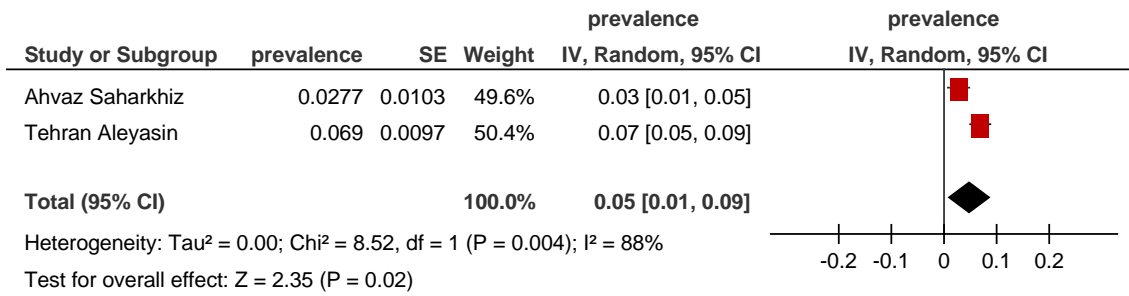 prevalence prevalence
Study or Subgroup prevalence SE Weight IV, Random, 95% CI IV, Random, 95% CI
Ahvaz Saharkhiz 0.0277 0.0103 49.6% 0.03 [0.01, 0.05]
Tehran Aleyasin 0.069 0.0097 50.4% 0.07 [0.05, 0.09]
Total (95% CI) 100.0% 0.05 [0.01, 0.09]
Heterogeneity: Tau² = 0.00; Chi² = 8.52, df = 1 (P = 0.004); I² = 88%
Test for overall effect: Z = 2.35 (P = 0.02)
-0.2 -0.1 0 0.1 0.2